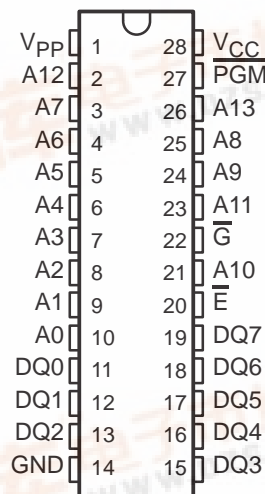 VPP 1 28 VCC
A12 2 27 P̅G̅M̅
A7 3 26 A13
A6 4 25 A8
A5 5 24 A9
A4 6 23 A11
A3 7 22 G̅
A2 8 21 A10
A1 9 20 E̅
A0 10 19 DQ7
DQ0 11 18 DQ6
DQ1 12 17 DQ5
DQ2 13 16 DQ4
GND 14 15 DQ3